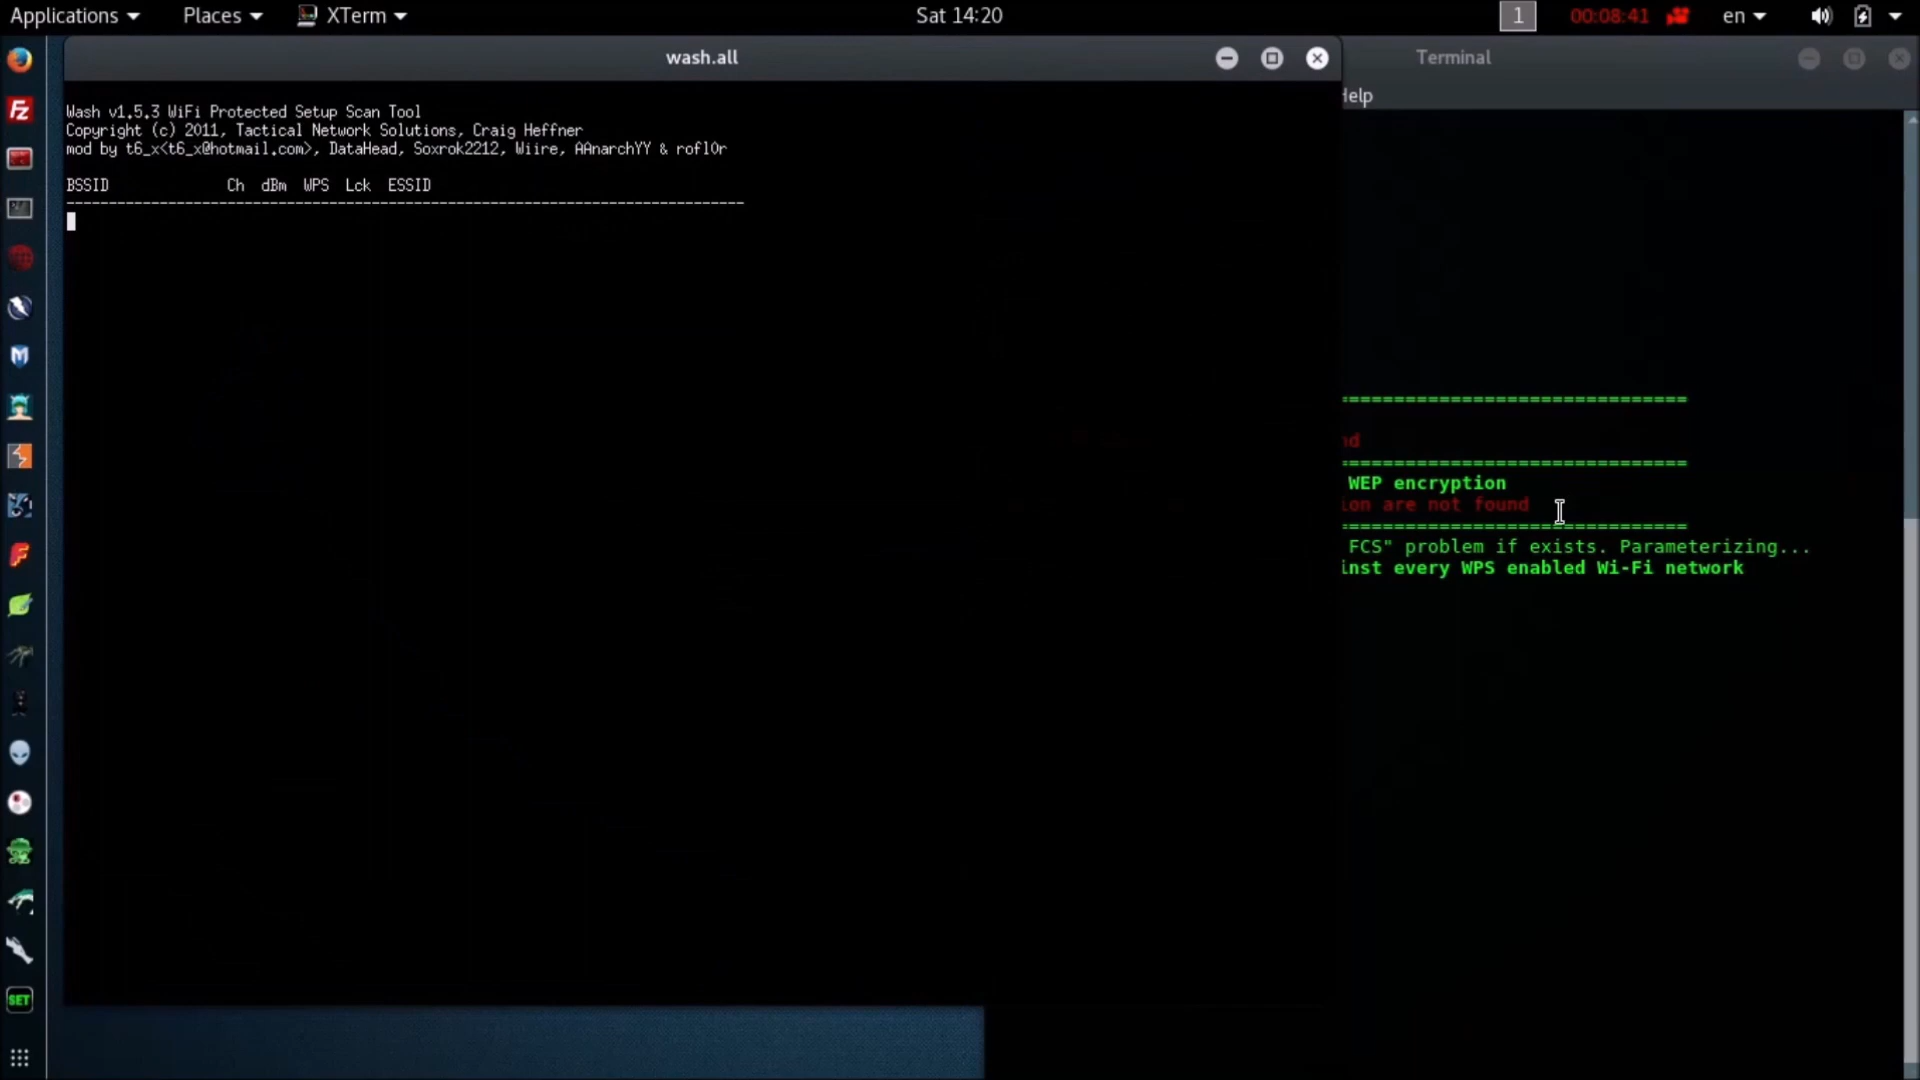 Applications Places XTerm Sat 14:20 1 00:08:41 en
wash.all
Terminal
Help
Wash v1.5.3 WiFi Protected Setup Scan Tool
Copyright (c) 2011, Tactical Network Solutions, Craig Heffner
mod by t6_x<t6_x@hotmail.com>, DataHead, Soxrok2212, Wiire, AAnarchYY & rofl0r
BSSID Ch dBm WPS Lck ESSID
--------------------------------------------------------------------------------
===============================
nd
===============================
WEP encryption
ion are not found
===============================
FCS" problem if exists. Parameterizing...
inst every WPS enabled Wi-Fi network
Fz
M
SET